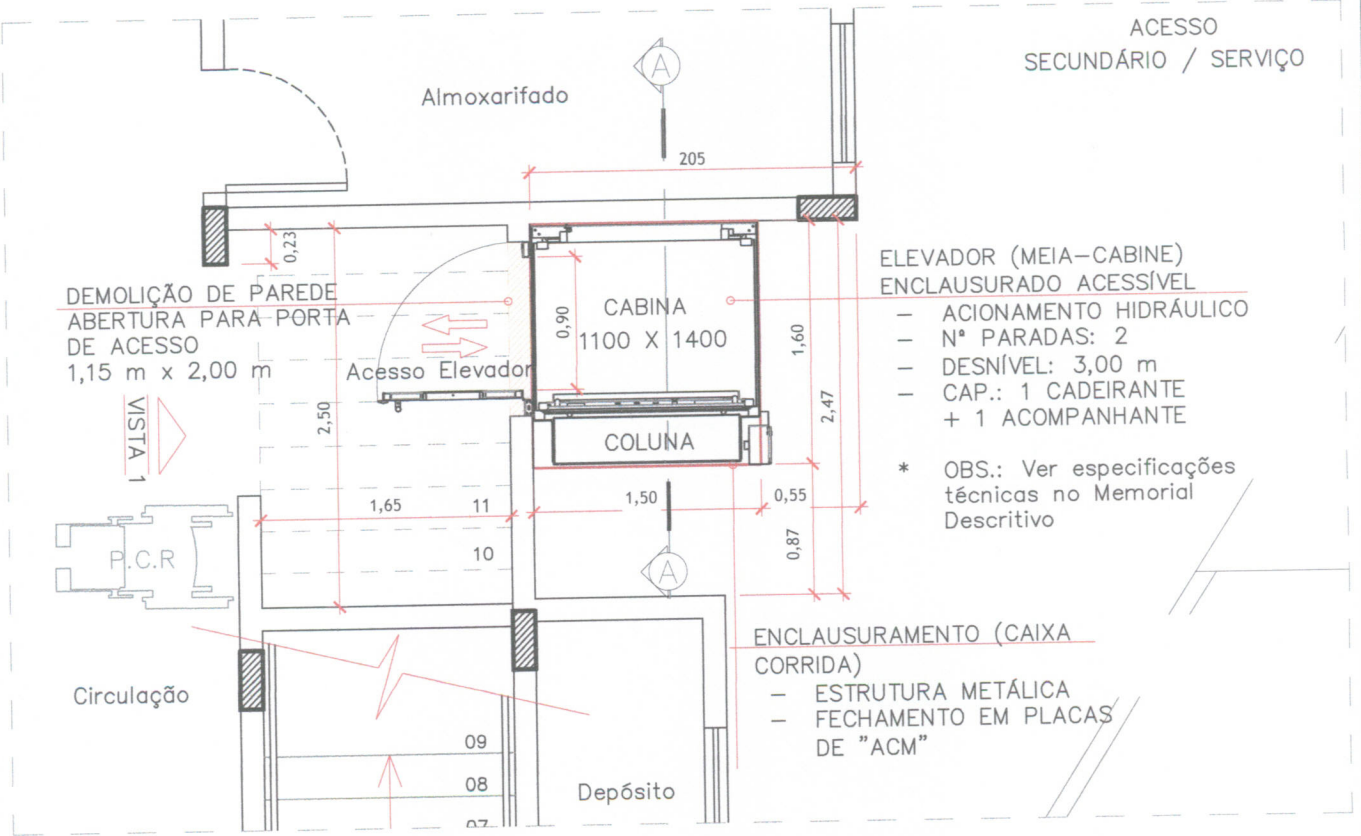 ACESSO
SECUNDÁRIO / SERVIÇO
Almoxarifado
A
205
0,23
DEMOLIÇÃO DE PAREDE
ABERTURA PARA PORTA
DE ACESSO
1,15 m x 2,00 m
VISTA 1
2,50
Acesso Elevador
0,90
CABINA
1100 X 1400
COLUNA
1,60
2,47
ELEVADOR (MEIA-CABINE)
ENCLAUSURADO ACESSÍVEL
- ACIONAMENTO HIDRÁULICO
- Nº PARADAS: 2
- DESNÍVEL: 3,00 m
- CAP.: 1 CADEIRANTE
+ 1 ACOMPANHANTE
* OBS.: Ver especificações
técnicas no Memorial
Descritivo
1,65
11
10
1,50
0,55
0,87
A
P.C.R
ENCLAUSURAMENTO (CAIXA
CORRIDA)
- ESTRUTURA METÁLICA
- FECHAMENTO EM PLACAS
DE "ACM"
Circulação
09
08
07
Depósito